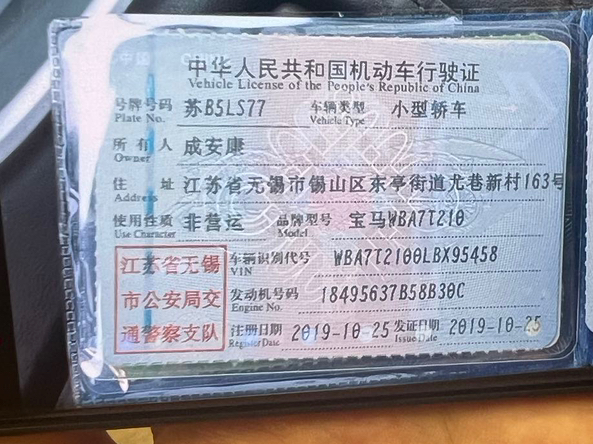 中华人民共和国机动车行驶证
Vehicle License of the People's Republic of China
号牌号码 苏B5LS77 车辆类型 小型轿车
Plate No. Vehicle Type
所有人 成安康
Owner
住址 江苏省无锡市锡山区东亭街道尤巷新村163号
Address
使用性质 非营运 品牌型号 宝马WBA7T210
Use Character Model
江苏省无锡 车辆识别代号 WBA7T2100LBX95458
VIN
市公安局交 发动机号码 18495637B58B30C
Engine No.
通警察支队 注册日期 2019-10-25 发证日期 2019-10-25
Register Date Issue Date